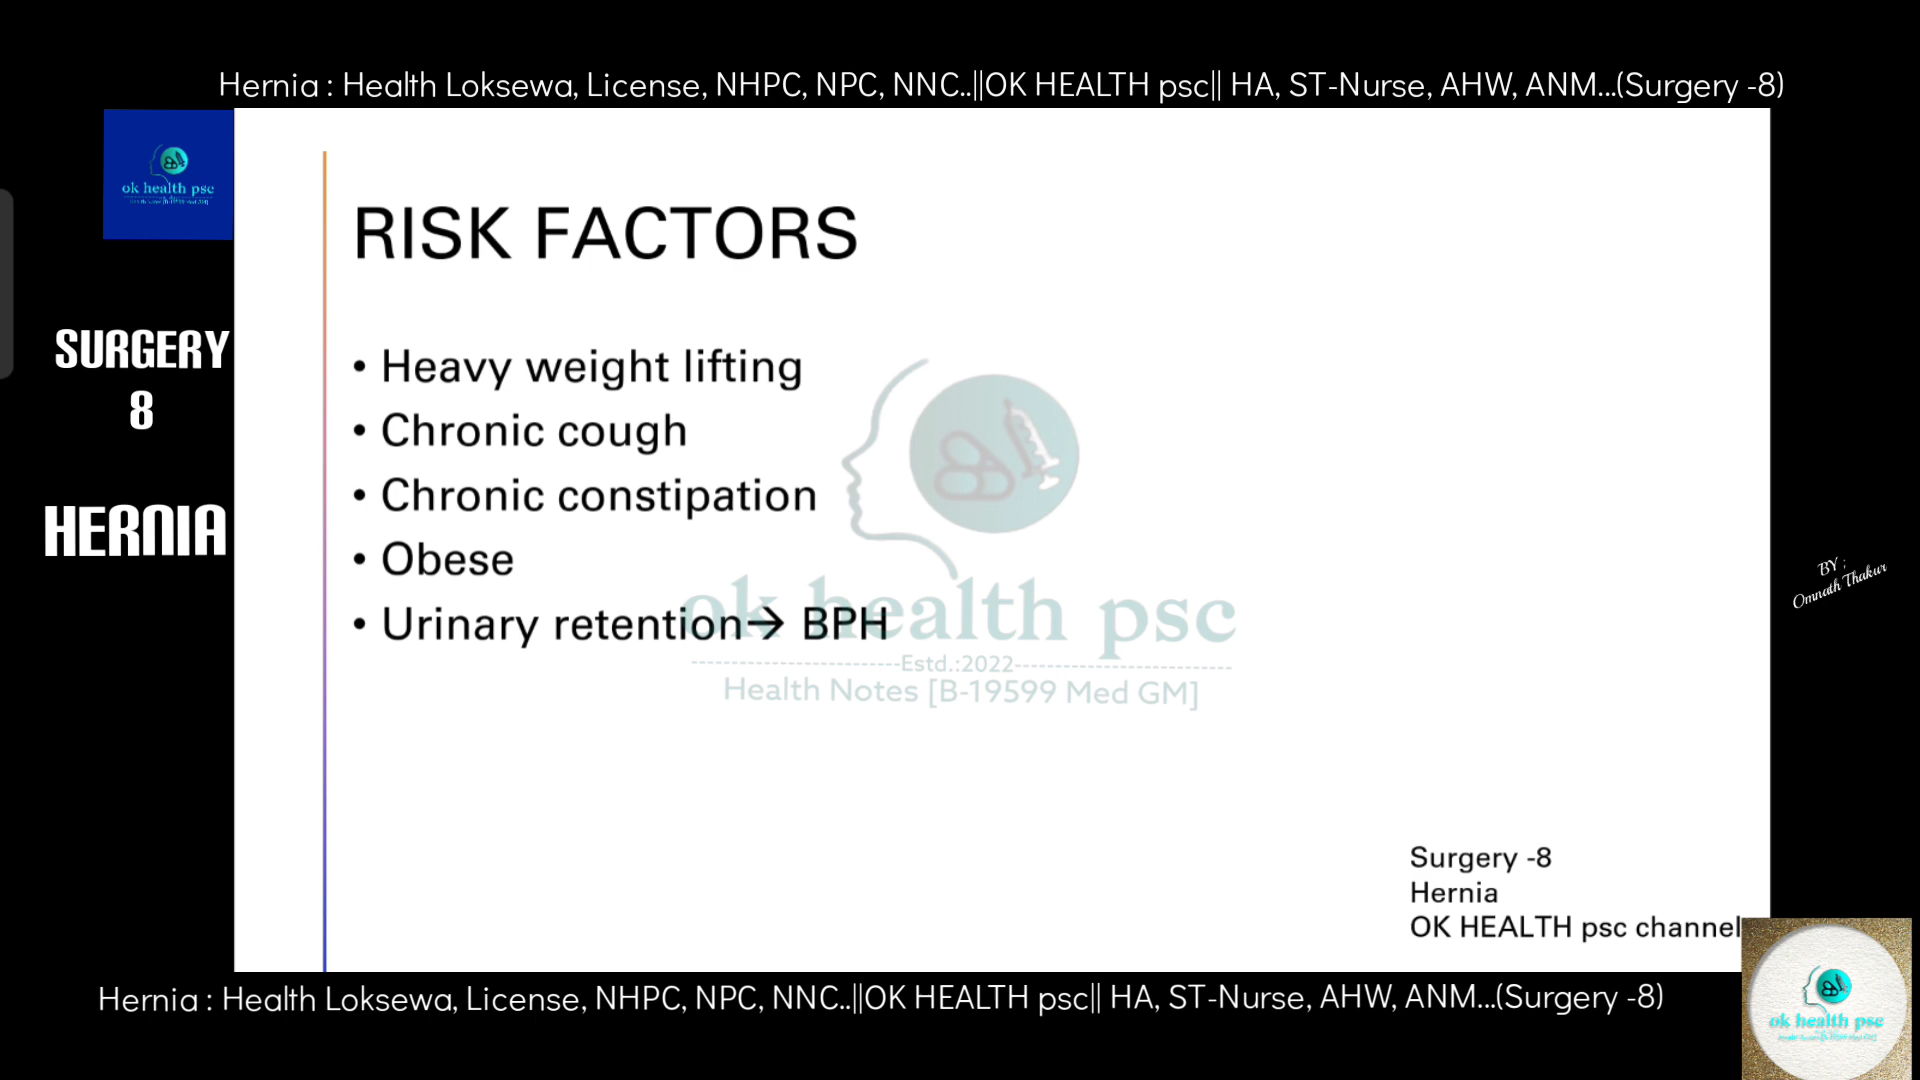 Hernia : Health Loksewa, License, NHPC, NPC, NNC..||OK HEALTH psc|| HA, ST-Nurse, AHW, ANM...(Surgery -8)
ok health psc
SURGERY
8
HERNIA
RISK FACTORS
• Heavy weight lifting
• Chronic cough
• Chronic constipation
• Obese
• Urinary retention→ BPH
ok health psc
Estd.:2022
Health Notes [B-19599 Med GM]
BY ;
Omnath Thakur
Surgery -8
Hernia
OK HEALTH psc channel
Hernia : Health Loksewa, License, NHPC, NPC, NNC..||OK HEALTH psc|| HA, ST-Nurse, AHW, ANM...(Surgery -8)
ok health psc